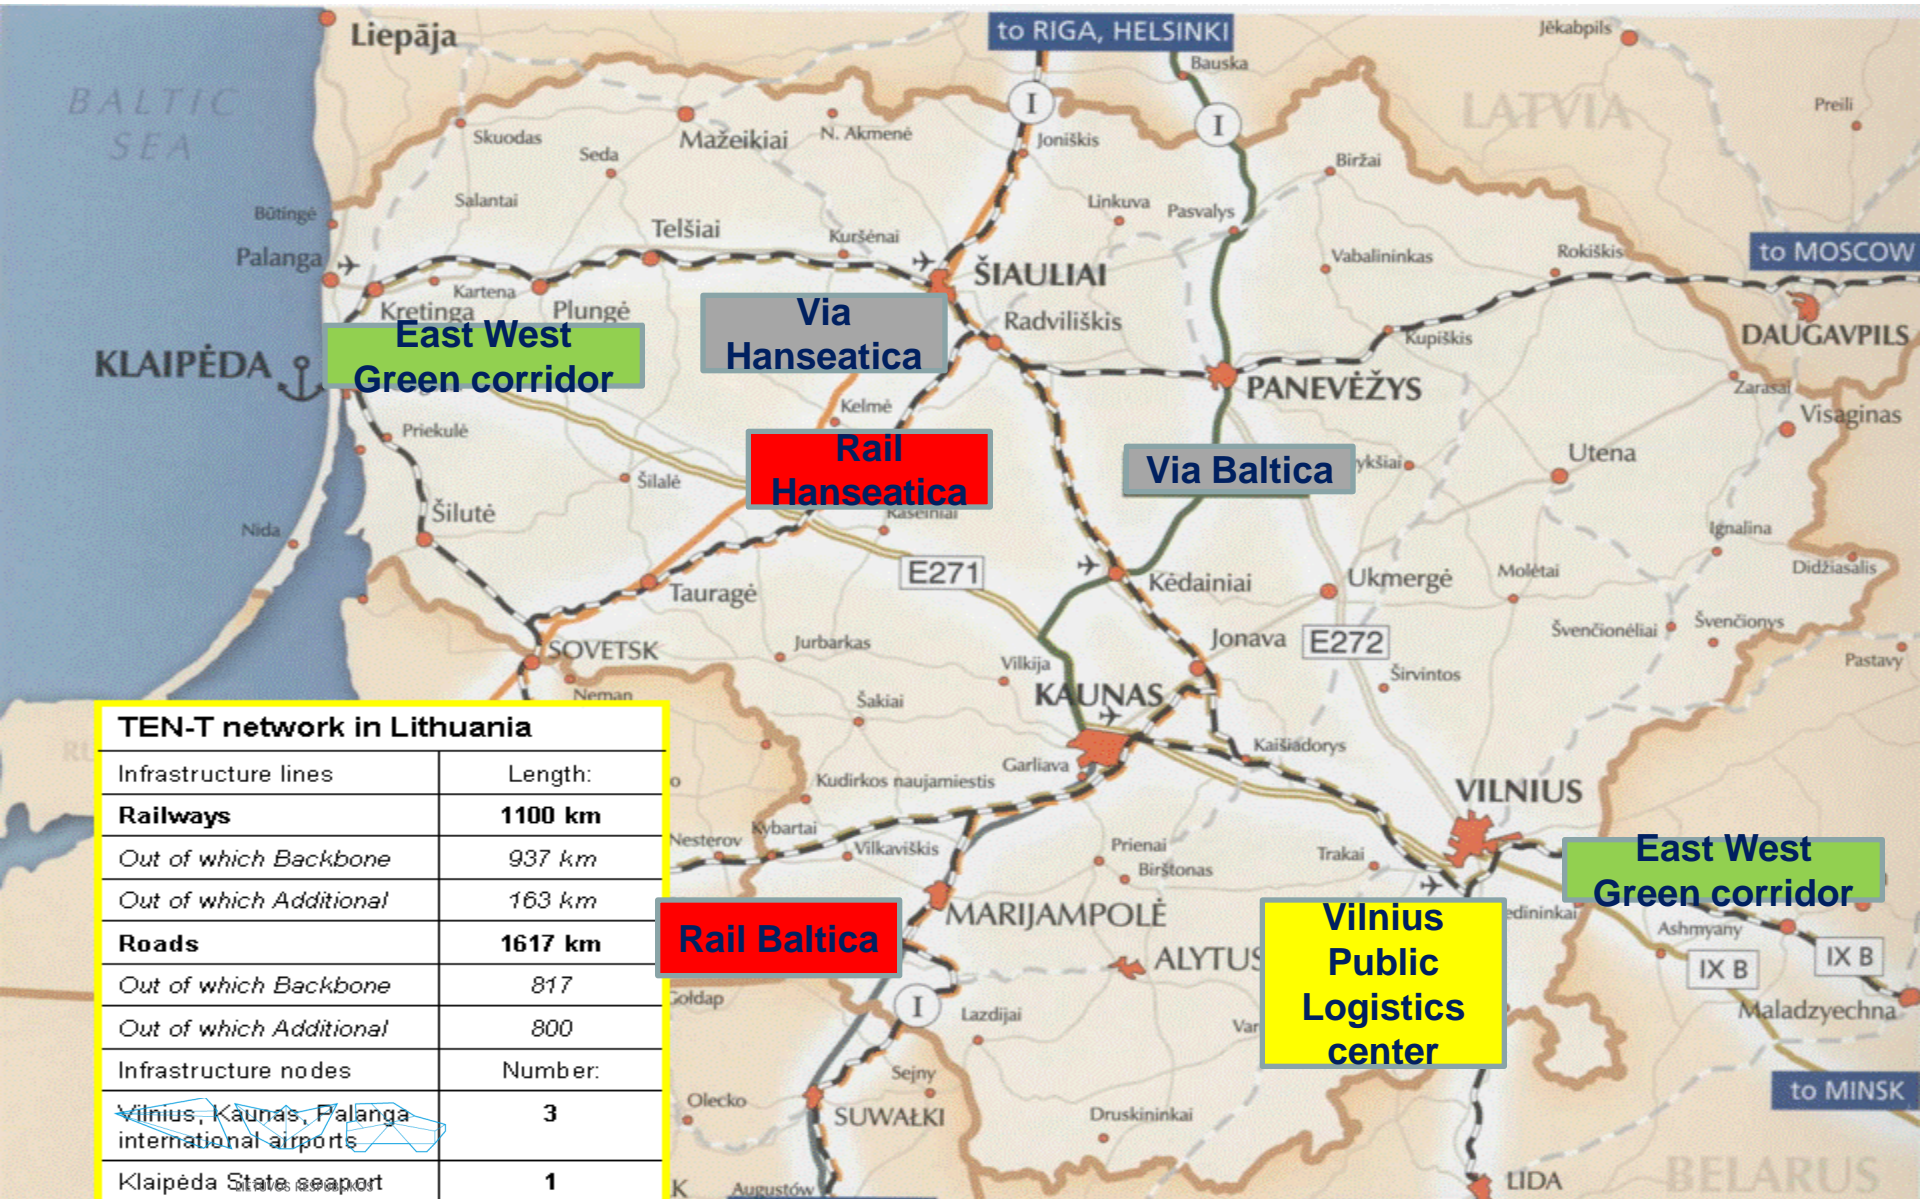 to RIGA, HELSINKI
Liepāja
Jēkabpils
Bauska
BALTIC
SEA
LATVIA
Preili
I
I
Skuodas
Mažeikiai
N. Akmenė
Joniškis
Seda
Biržai
Salantai
Linkuva
Pasvalys
Būtingė
Telšiai
Kuršėnai
Vabalininkas
Rokiškis
to MOSCOW
Palanga
ŠIAULIAI
Kartena
Kretinga
Plungė
Radviliškis
Kupiškis
DAUGAVPILS
Via
Hanseatica
East West
Green corridor
KLAIPĖDA
PANEVĖŽYS
Zarasai
Visaginas
Kelmė
Priekulė
Rail
Hanseatica
Via Baltica
ykšiai
Utena
Šilalė
Šilutė
Raseiniai
Nida
Ignalina
E271
Kėdainiai
Ukmergė
Molėtai
Didžiasalis
Tauragė
SOVETSK
Jurbarkas
Jonava
E272
Švenčionėliai
Švenčionys
Vilkija
Širvintos
Pastavy
Neman
Šakiai
KAUNAS
TEN-T network in Lithuania
Infrastructure lines Length:
Railways 1100 km
Out of which Backbone 937 km
Out of which Additional 163 km
Roads 1617 km
Out of which Backbone 817
Out of which Additional 800
Infrastructure nodes Number:
Vilnius, Kaunas, Palanga
international airports 3
Klaipėda State seaport 1
LIETUVOS RESPUBLIKOS
Kaišiadorys
Garliava
Kudirkos naujamiestis
VILNIUS
Nesterov
Kybartai
Vilkaviškis
Prienai
Birštonas
Trakai
East West
Green corridor
MARIJAMPOLĖ
Rail Baltica
ALYTUS
Vilnius
Public
Logistics
center
edininkai
Ashmyany
IX B
IX B
Maladzyechna
Gołdap
I
Lazdijai
Var
Sejny
to MINSK
Olecko
SUWAŁKI
Druskininkai
Augustów
LIDA
BELARUS